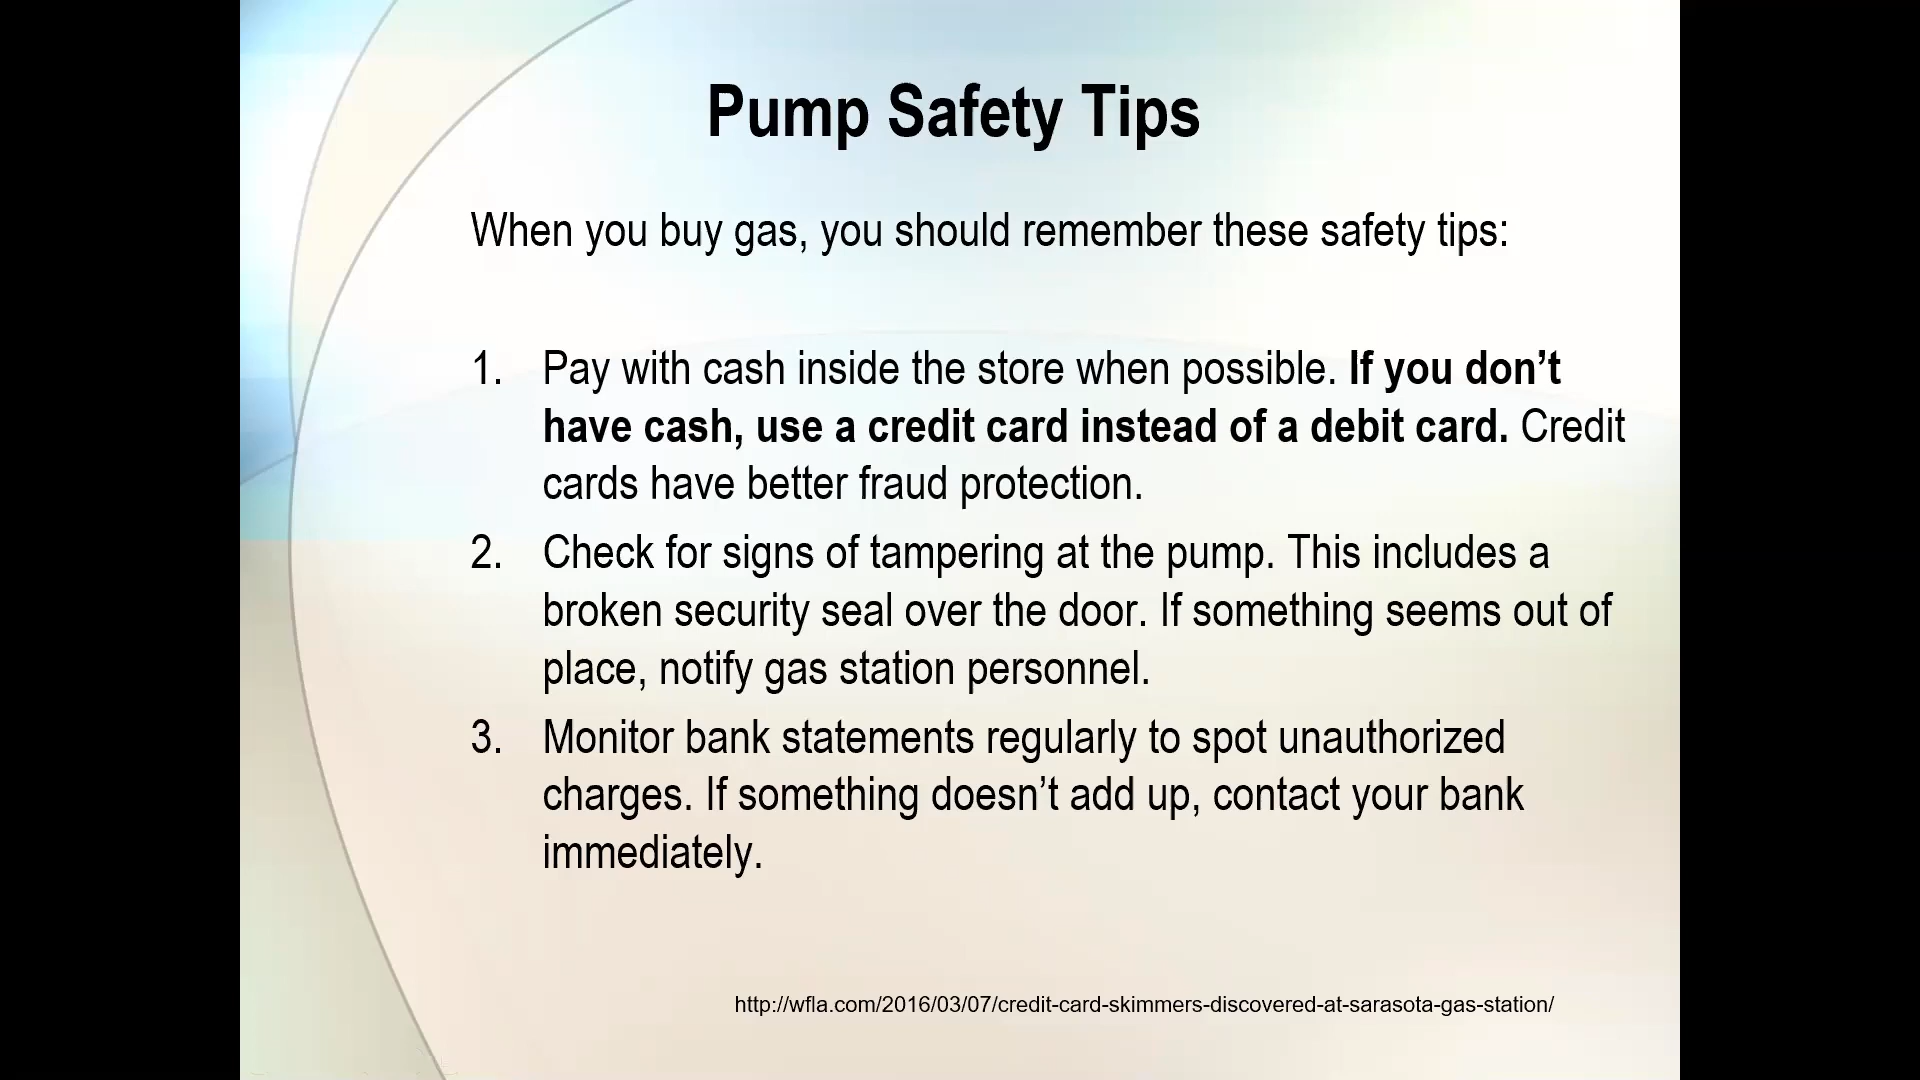 Pump Safety Tips
When you buy gas, you should remember these safety tips:
1. Pay with cash inside the store when possible. If you don’t
have cash, use a credit card instead of a debit card. Credit
cards have better fraud protection.
2. Check for signs of tampering at the pump. This includes a
broken security seal over the door. If something seems out of
place, notify gas station personnel.
3. Monitor bank statements regularly to spot unauthorized
charges. If something doesn’t add up, contact your bank
immediately.
http://wfla.com/2016/03/07/credit-card-skimmers-discovered-at-sarasota-gas-station/